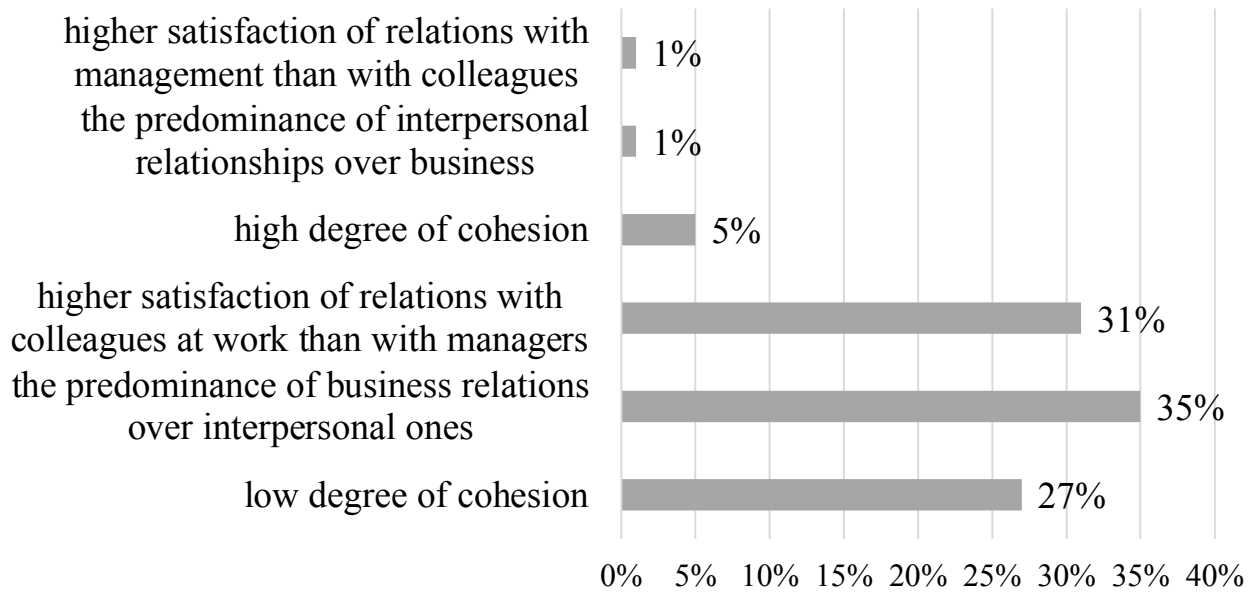 higher satisfaction of relations with
management than with colleagues
1%
the predominance of interpersonal
relationships over business
1%
high degree of cohesion
5%
higher satisfaction of relations with
colleagues at work than with managers
31%
the predominance of business relations
over interpersonal ones
35%
low degree of cohesion
27%
0% 5% 10% 15% 20% 25% 30% 35% 40%